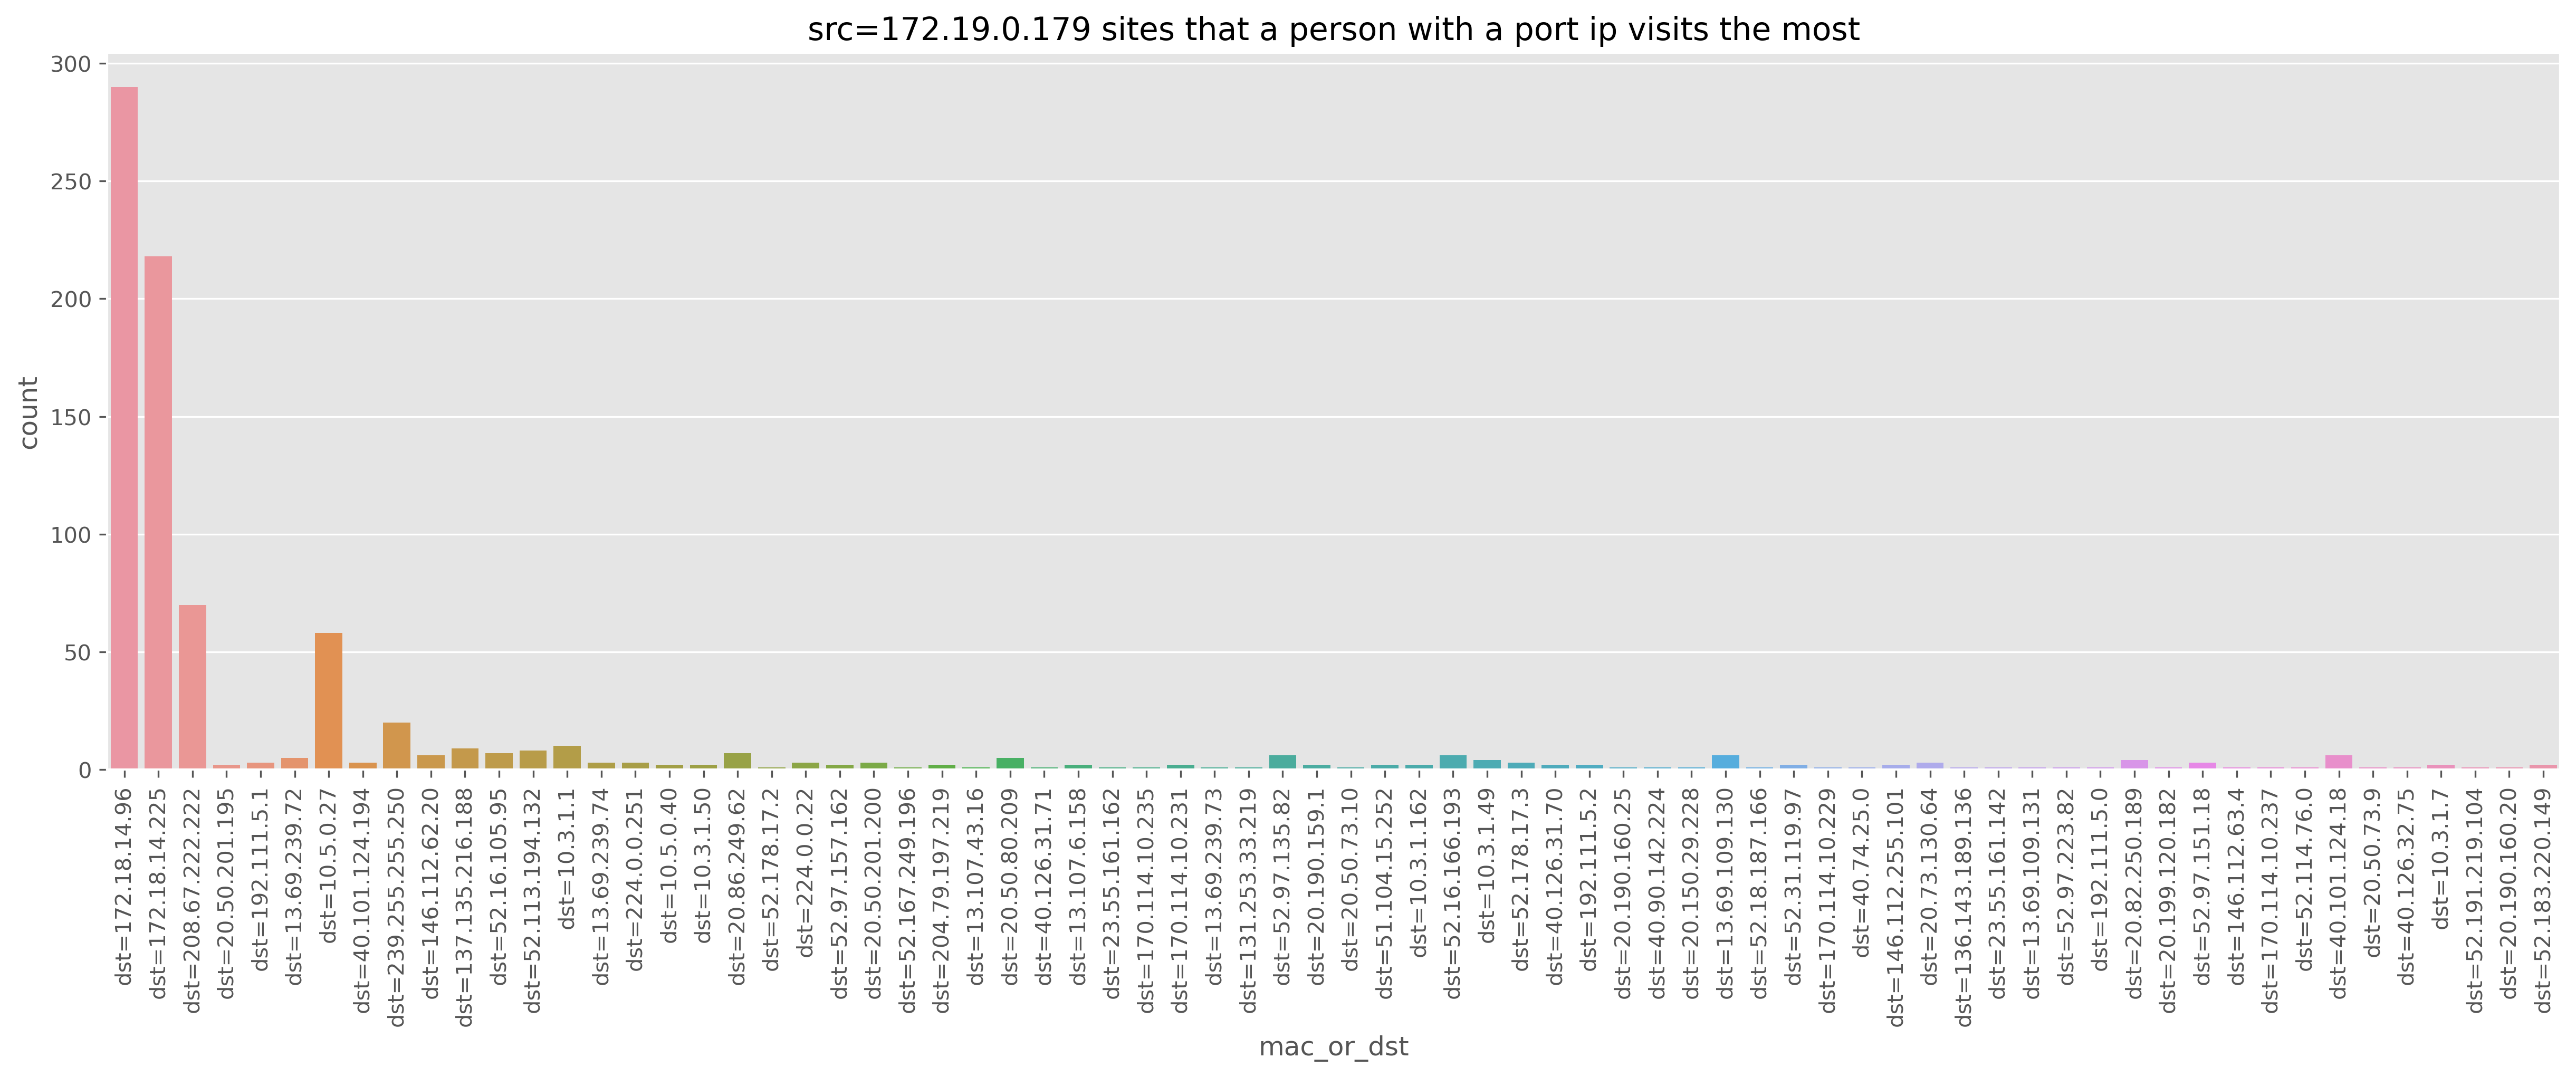 src=172.19.0.179 sites that a person with a port ip visits the most
300
250
200
150
100
50
0
count
dst=172.18.14.96
dst=172.18.14.225
dst=208.67.222.222
dst=20.50.201.195
dst=192.111.5.1
dst=13.69.239.72
dst=10.5.0.27
dst=40.101.124.194
dst=239.255.255.250
dst=146.112.62.20
dst=137.135.216.188
dst=52.16.105.95
dst=52.113.194.132
dst=10.3.1.1
dst=13.69.239.74
dst=224.0.0.251
dst=10.5.0.40
dst=10.3.1.50
dst=20.86.249.62
dst=52.178.17.2
dst=224.0.0.22
dst=52.97.157.162
dst=20.50.201.200
dst=52.167.249.196
dst=204.79.197.219
dst=13.107.43.16
dst=20.50.80.209
dst=40.126.31.71
dst=13.107.6.158
dst=23.55.161.162
dst=170.114.10.235
dst=170.114.10.231
dst=13.69.239.73
dst=131.253.33.219
dst=52.97.135.82
dst=20.190.159.1
dst=20.50.73.10
dst=51.104.15.252
dst=10.3.1.162
dst=52.16.166.193
dst=10.3.1.49
dst=52.178.17.3
dst=40.126.31.70
dst=192.111.5.2
dst=20.190.160.25
dst=40.90.142.224
dst=20.150.29.228
dst=13.69.109.130
dst=52.18.187.166
dst=52.31.119.97
dst=170.114.10.229
dst=40.74.25.0
dst=146.112.255.101
dst=20.73.130.64
dst=136.143.189.136
dst=23.55.161.142
dst=13.69.109.131
dst=52.97.223.82
dst=192.111.5.0
dst=20.82.250.189
dst=20.199.120.182
dst=52.97.151.18
dst=146.112.63.4
dst=170.114.10.237
dst=52.114.76.0
dst=40.101.124.18
dst=20.50.73.9
dst=40.126.32.75
dst=10.3.1.7
dst=52.191.219.104
dst=20.190.160.20
dst=52.183.220.149
mac_or_dst